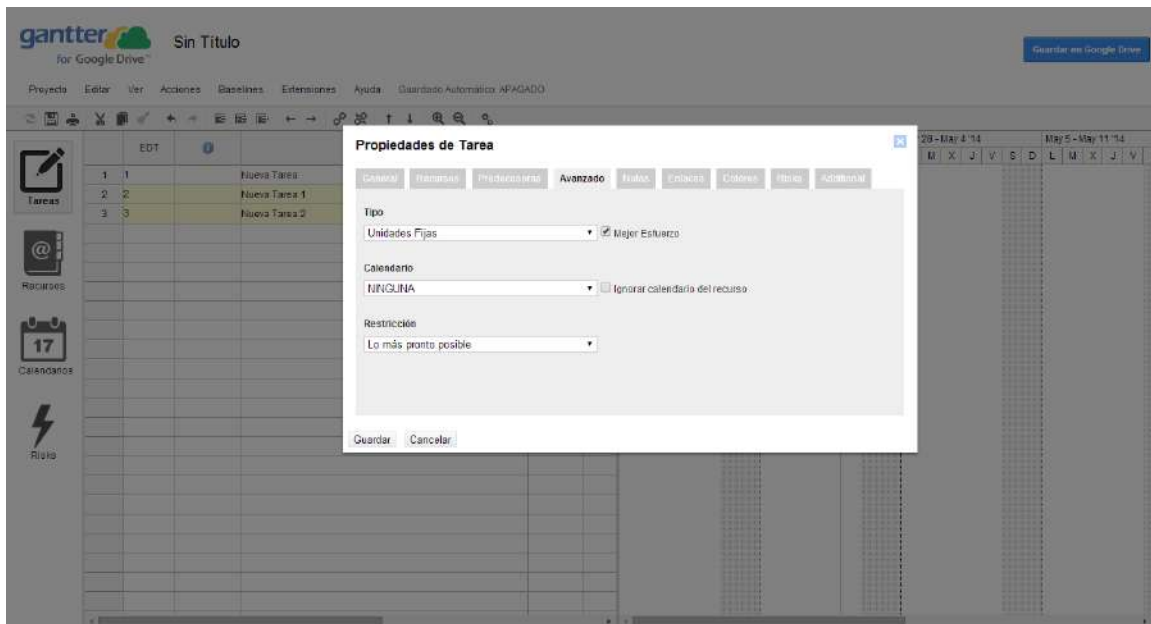 gantter
for Google Drive™
Sin Título
Guardar en Google Drive
Proyecto Editar Ver Acciones Baselines Extensiones Ayuda Guardado Automático: APAGADO
EDT
28 - May 4 '14 May 5 - May 11 '14
M X J V S D L M X J V
Tareas
1 1 Nueva Tarea
2 2 Nueva Tarea 1
3 3 Nueva Tarea 2
Recursos
17
Calendarios
Risks
Propiedades de Tarea
General Recursos Predecesoras Avanzado Notas Enlaces Colores Risks Additional
Tipo
Unidades Fijas Mejor Esfuerzo
Calendario
NINGUNA Ignorar calendario del recurso
Restricción
Lo más pronto posible
Guardar Cancelar